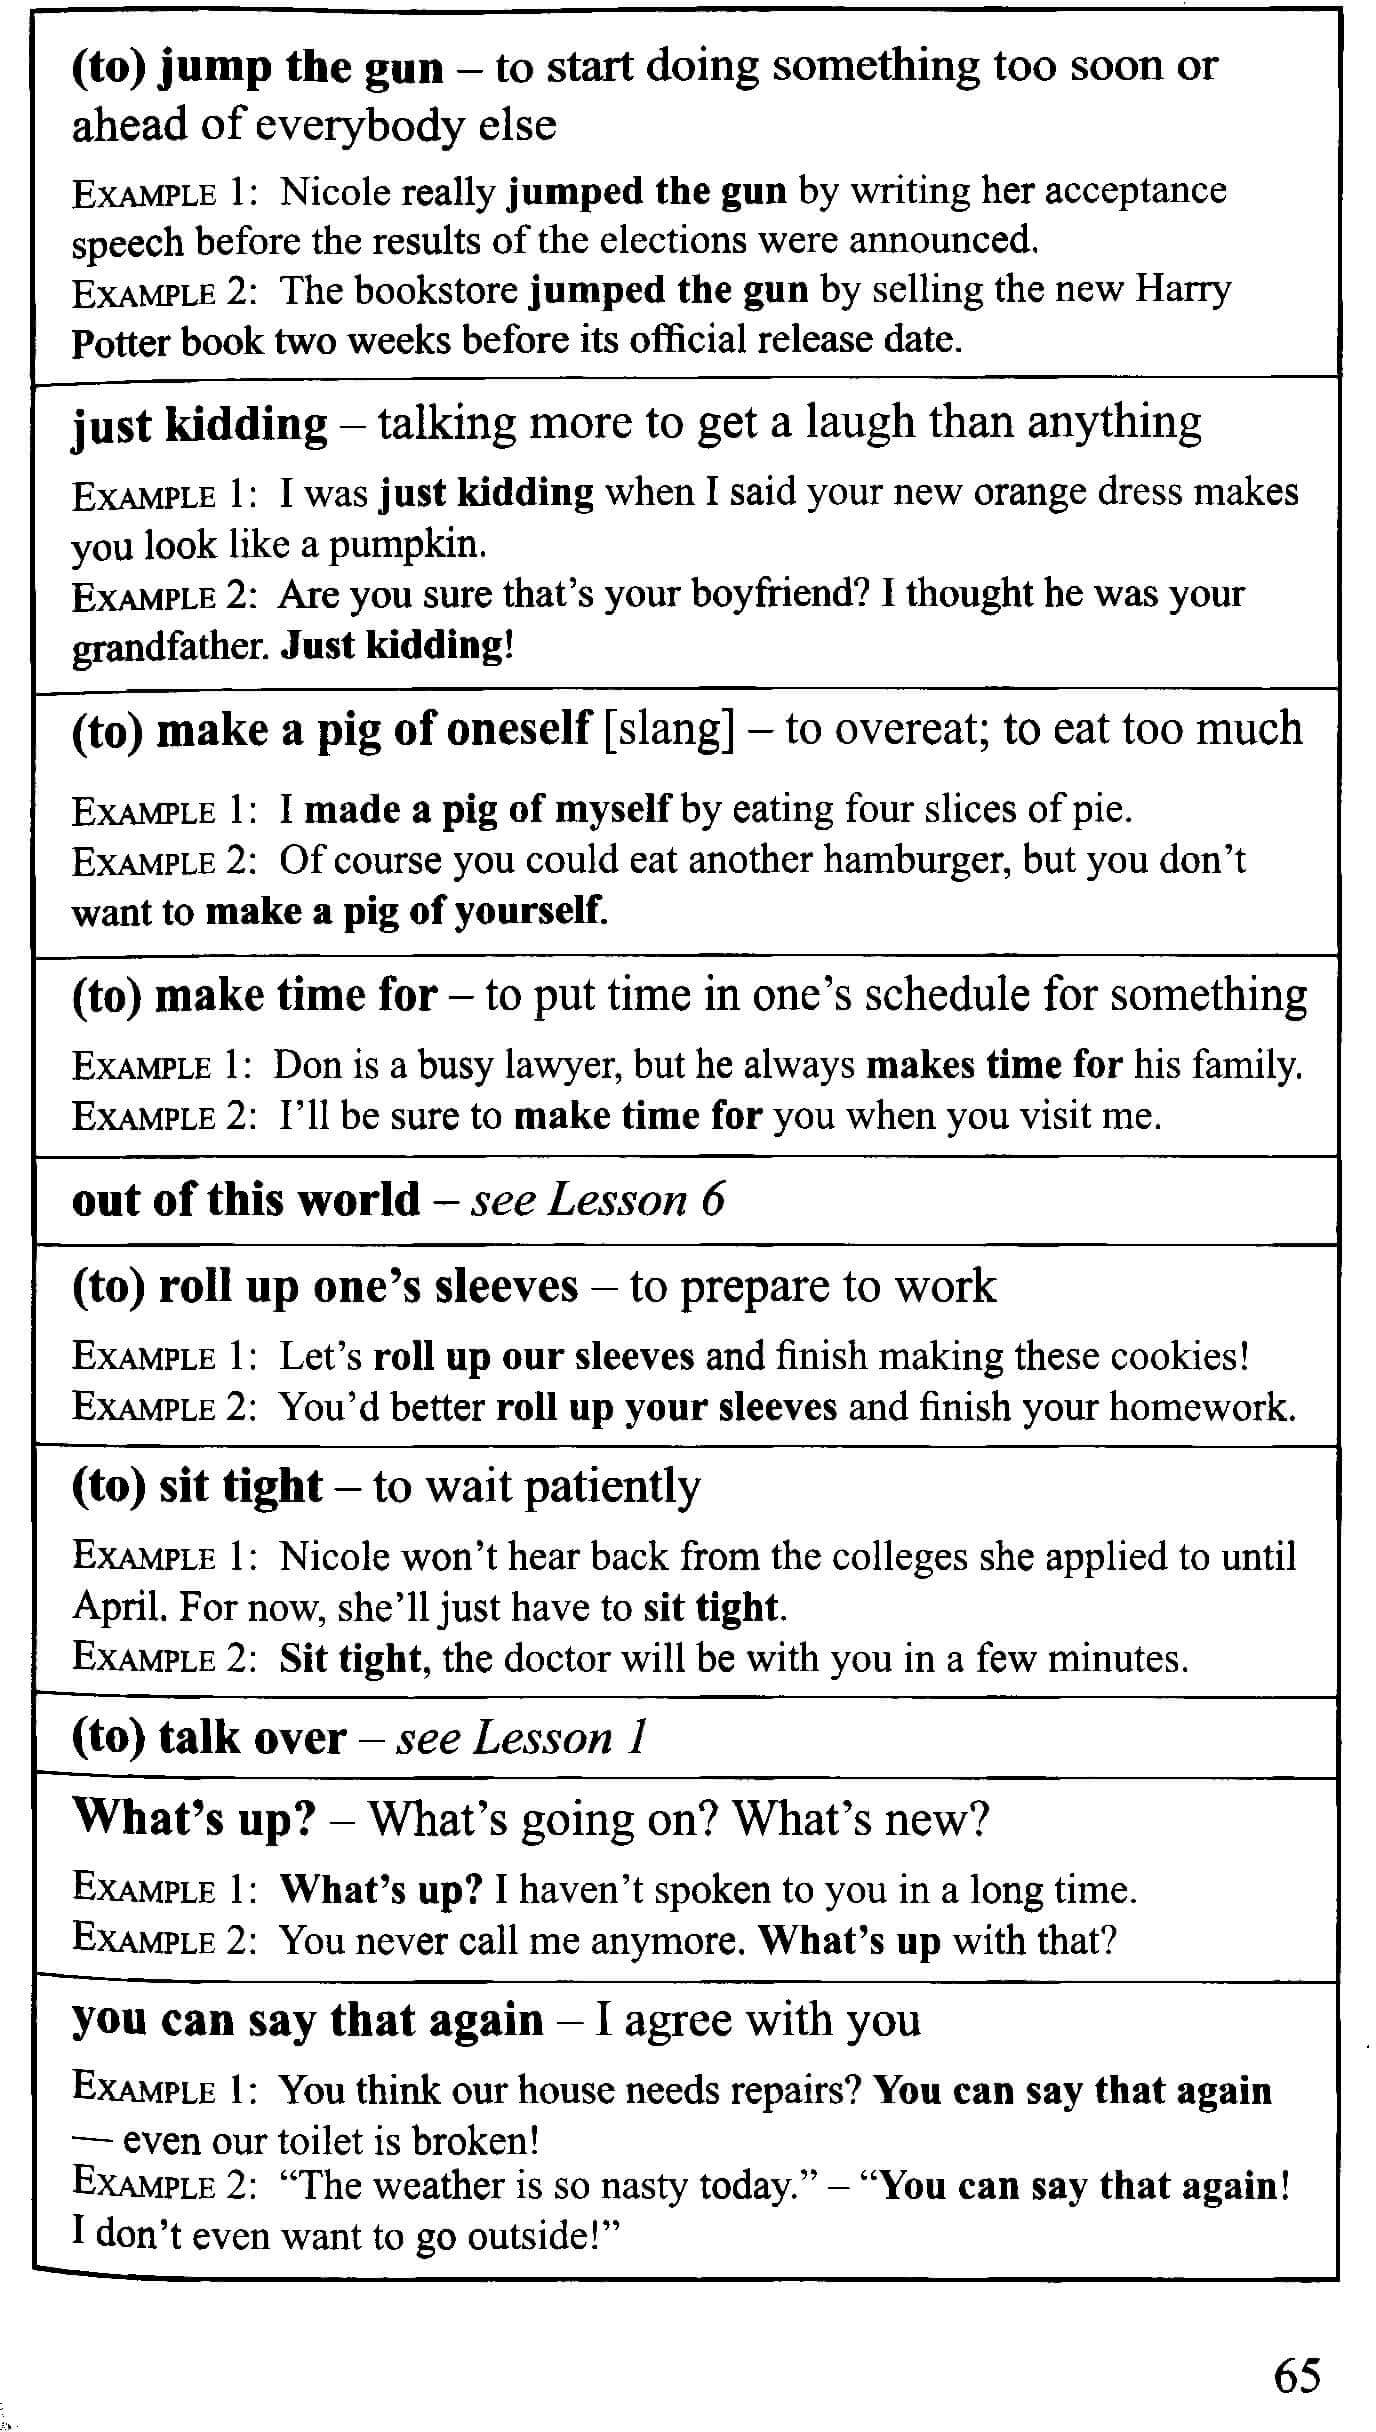 (to) jump the gun – to start doing something too soon or
ahead of everybody else
EXAMPLE 1: Nicole really jumped the gun by writing her acceptance
speech before the results of the elections were announced.
EXAMPLE 2: The bookstore jumped the gun by selling the new Harry
Potter book two weeks before its official release date.
just kidding – talking more to get a laugh than anything
EXAMPLE 1: I was just kidding when I said your new orange dress makes
you look like a pumpkin.
EXAMPLE 2: Are you sure that's your boyfriend? I thought he was your
grandfather. Just kidding!
(to) make a pig of oneself [slang] – to overeat; to eat too much
EXAMPLE 1: I made a pig of myself by eating four slices of pie.
EXAMPLE 2: Of course you could eat another hamburger, but you don't
want to make a pig of yourself.
(to) make time for – to put time in one's schedule for something
EXAMPLE 1: Don is a busy lawyer, but he always makes time for his family.
EXAMPLE 2: I'll be sure to make time for you when you visit me.
out of this world – see Lesson 6
(to) roll up one's sleeves – to prepare to work
EXAMPLE 1: Let's roll up our sleeves and finish making these cookies!
EXAMPLE 2: You'd better roll up your sleeves and finish your homework.
(to) sit tight – to wait patiently
EXAMPLE 1: Nicole won't hear back from the colleges she applied to until
April. For now, she'll just have to sit tight.
EXAMPLE 2: Sit tight, the doctor will be with you in a few minutes.
(to) talk over – see Lesson 1
What's up? – What's going on? What's new?
EXAMPLE 1: What's up? I haven't spoken to you in a long time.
EXAMPLE 2: You never call me anymore. What's up with that?
you can say that again – I agree with you
EXAMPLE 1: You think our house needs repairs? You can say that again
— even our toilet is broken!
EXAMPLE 2: “The weather is so nasty today.” – “You can say that again!
I don't even want to go outside!”
65